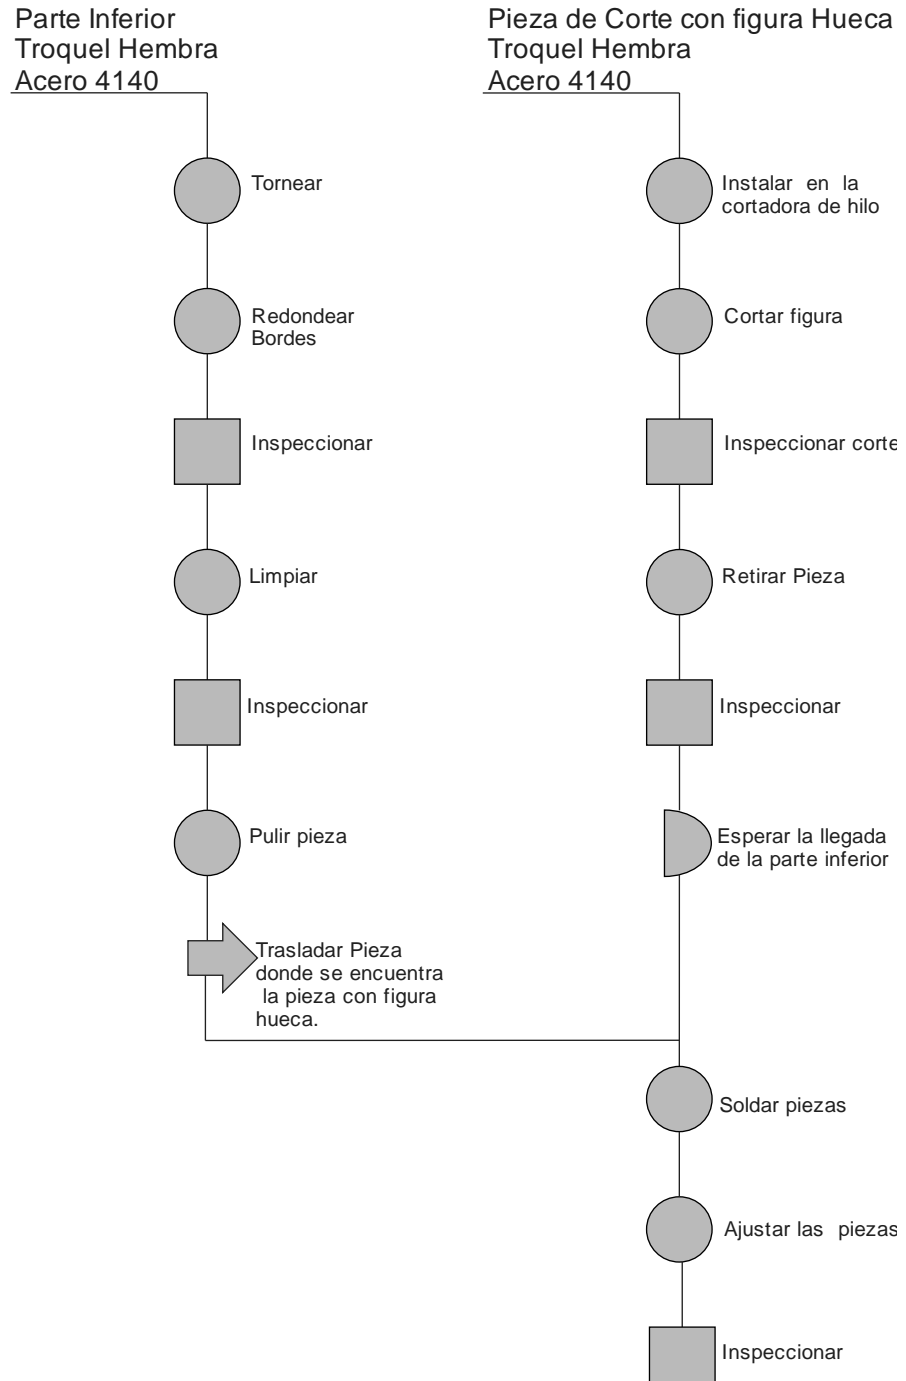 Parte Inferior
Troquel Hembra
Acero 4140
Tornear
Redondear
Bordes
Inspeccionar
Limpiar
Inspeccionar
Pulir pieza
Trasladar Pieza
donde se encuentra
la pieza con figura
hueca.
Pieza de Corte con figura Hueca
Troquel Hembra
Acero 4140
Instalar en la
cortadora de hilo
Cortar figura
Inspeccionar corte
Retirar Pieza
Inspeccionar
Esperar la llegada
de la parte inferior
Soldar piezas
Ajustar las piezas
Inspeccionar